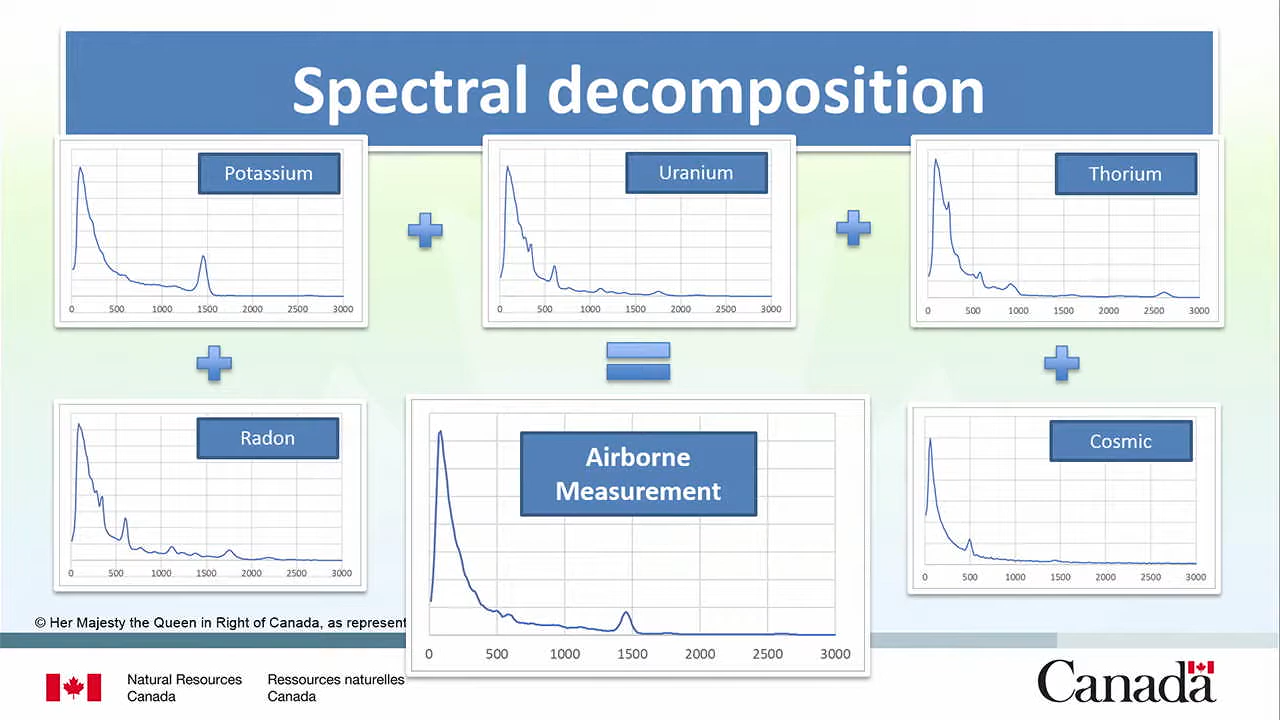 Spectral decomposition
Potassium
0 500 1000 1500 2000 2500 3000
Uranium
0 500 1000 1500 2000 2500 3000
Thorium
0 500 1000 1500 2000 2500 3000
Radon
0 500 1000 1500 2000 2500 3000
Airborne
Measurement
0 500 1000 1500 2000 2500 3000
Cosmic
0 500 1000 1500 2000 2500 3000
© Her Majesty the Queen in Right of Canada, as represent
Natural Resources
Canada
Ressources naturelles
Canada
Canada